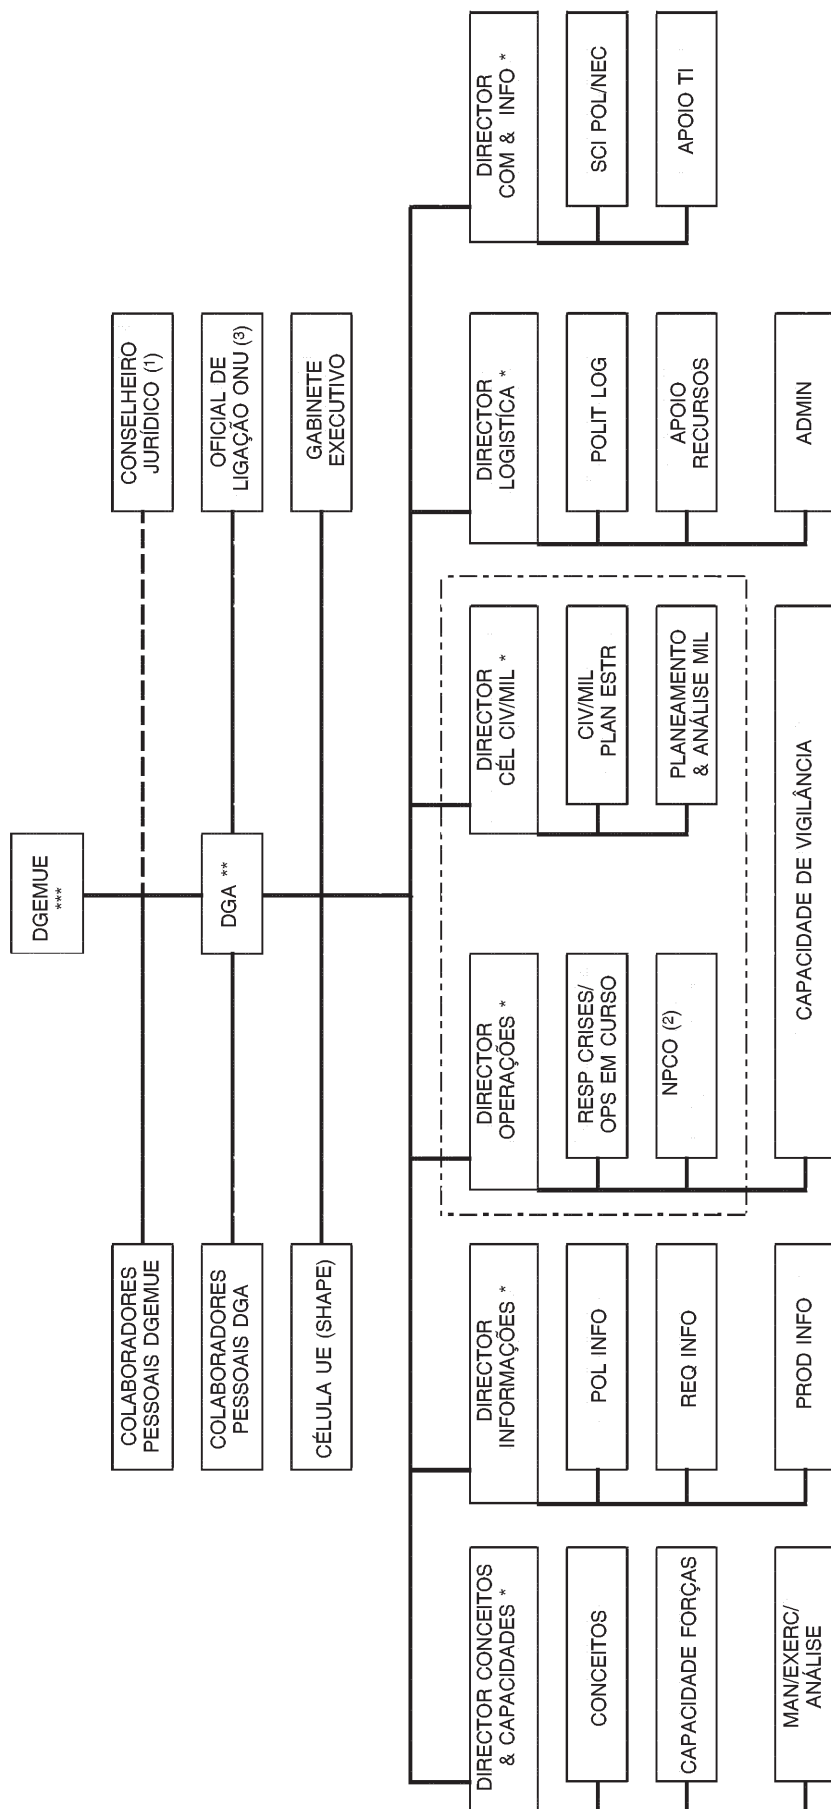 DGEMUE
***
COLABORADORES
PESSOAIS DGEMUE
CONSELHEIRO
JURÍDICO (1)
COLABORADORES
PESSOAIS DGA
DGA **
OFICIAL DE
LIGAÇÃO ONU (3)
CÉLULA UE (SHAPE)
GABINETE
EXECUTIVO
DIRECTOR CONCEITOS
& CAPACIDADES *
CONCEITOS
CAPACIDADE FORÇAS
MAN/EXERC/
ANÁLISE
DIRECTOR
INFORMAÇÕES *
POL INFO
REQ INFO
PROD INFO
DIRECTOR
OPERAÇÕES *
RESP CRISES/
OPS EM CURSO
NPCO (2)
CAPACIDADE DE VIGILÂNCIA
DIRECTOR
CÉL CIV/MIL *
CIV/MIL
PLAN ESTR
PLANEAMENTO
& ANÁLISE MIL
DIRECTOR
LOGISTÍCA *
POLIT LOG
APOIO
RECURSOS
ADMIN
DIRECTOR
COM & INFO *
SCI POL/NEC
APOIO TI